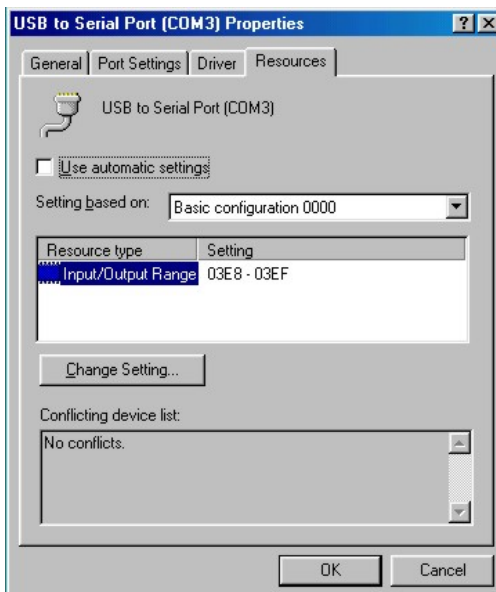 USB to Serial Port (COM3) Properties
General Port Settings Driver Resources
USB to Serial Port (COM3)
Use automatic settings
Setting based on: Basic configuration 0000
Resource type Setting
Input/Output Range 03E8 - 03EF
Change Setting...
Conflicting device list:
No conflicts.
OK Cancel